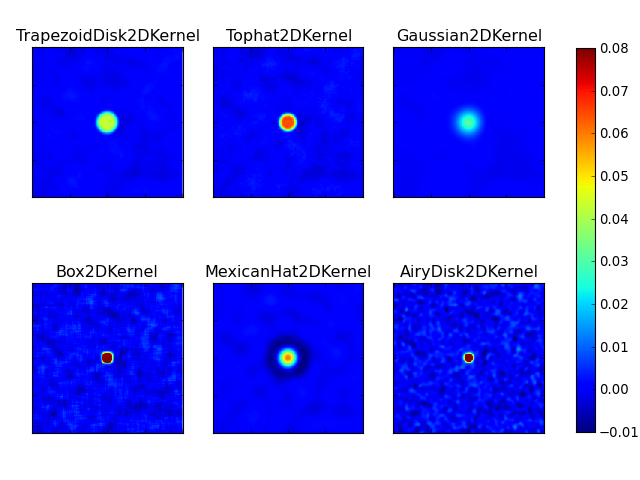 TrapezoidDisk2DKernel
Tophat2DKernel
Gaussian2DKernel
Box2DKernel
MexicanHat2DKernel
AiryDisk2DKernel
0.08
0.07
0.06
0.05
0.04
0.03
0.02
0.01
0.00
−0.01